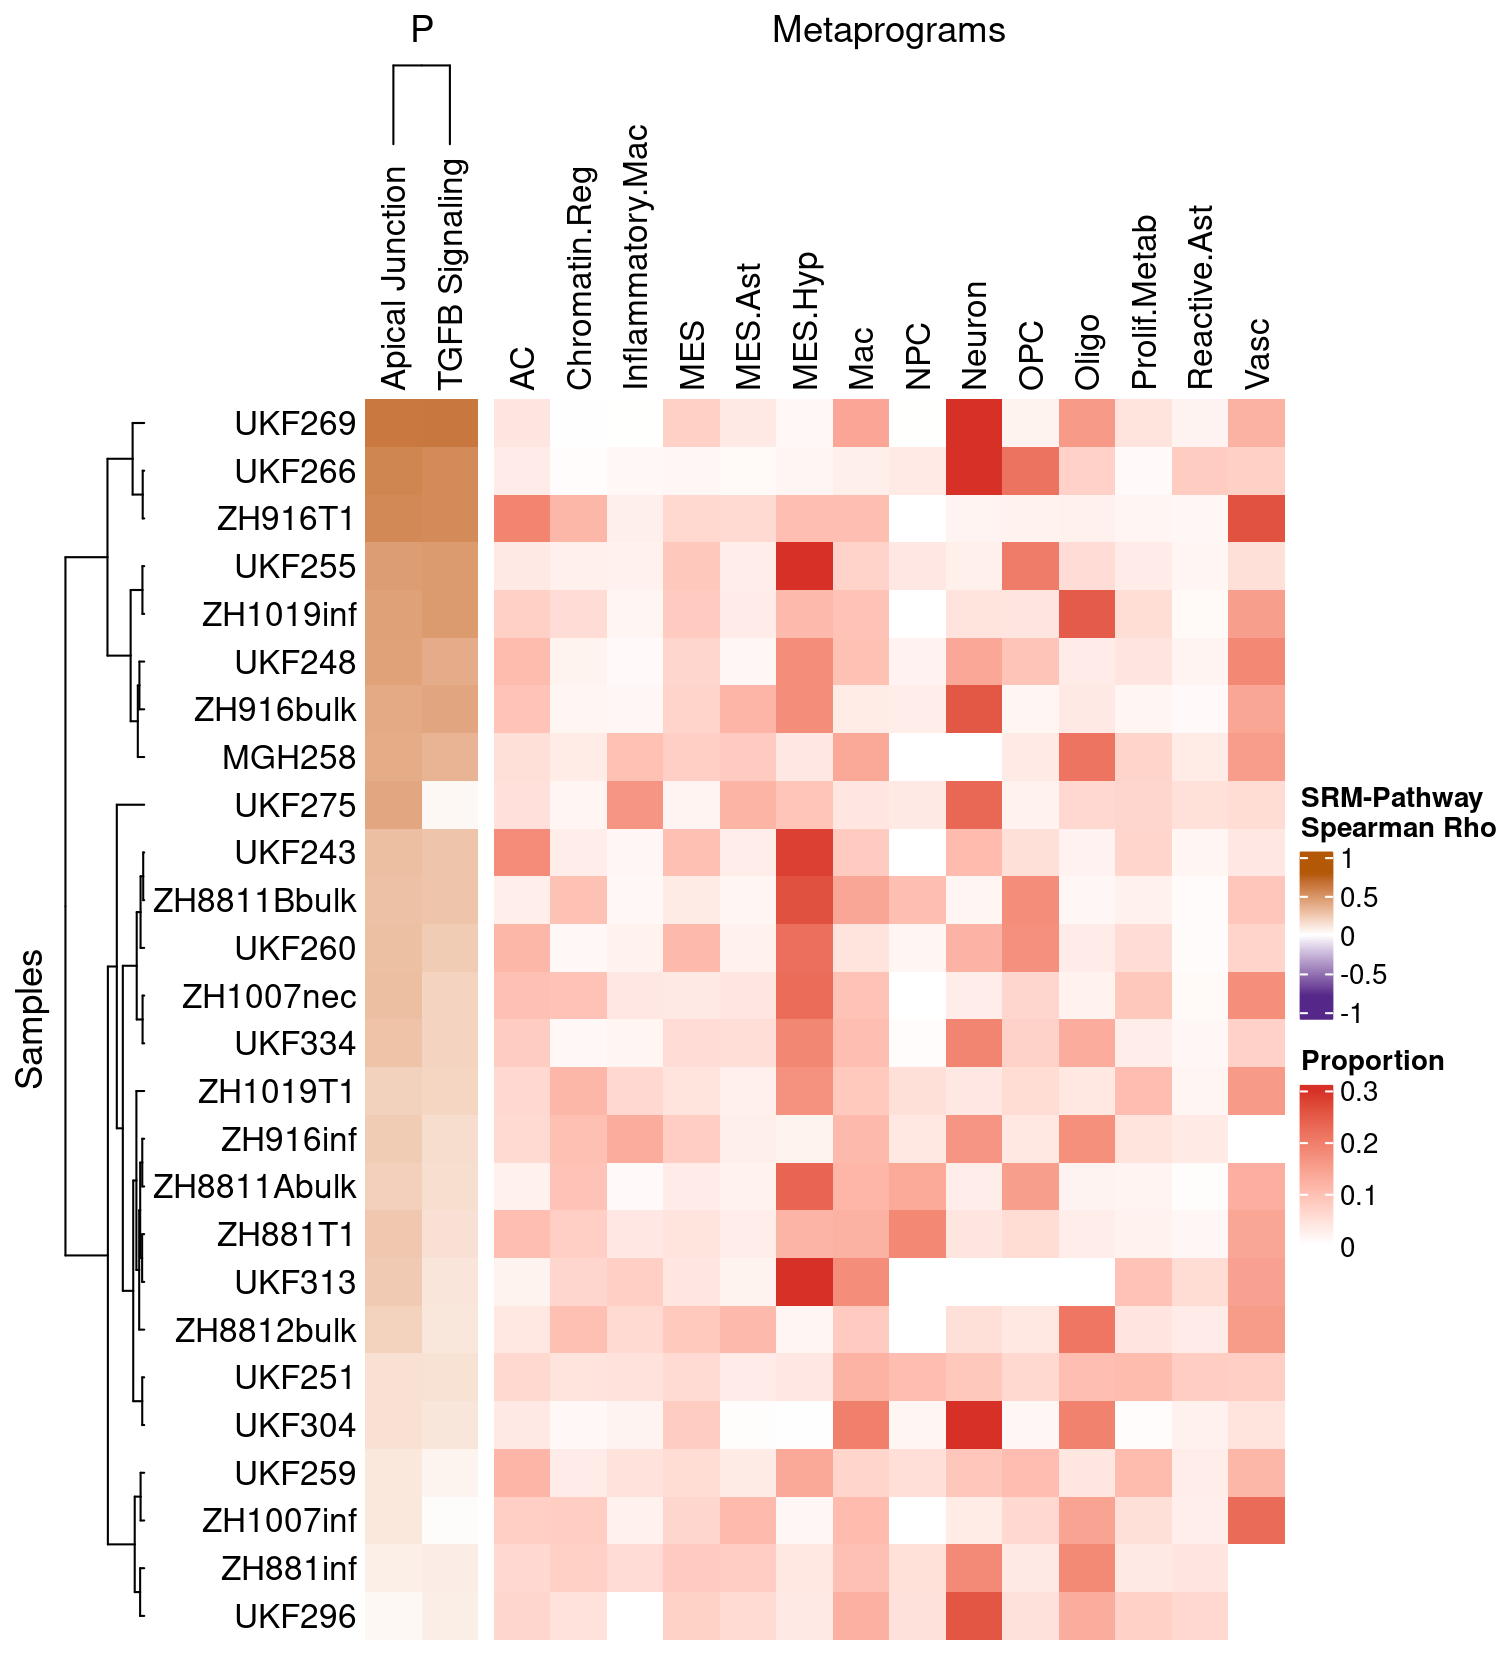 P
Metaprograms
Apical Junction
TGFB Signaling
AC
Chromatin.Reg
Inflammatory.Mac
MES
MES.Ast
MES.Hyp
Mac
NPC
Neuron
OPC
Oligo
Prolif.Metab
Reactive.Ast
Vasc
Samples
UKF269
UKF266
ZH916T1
UKF255
ZH1019inf
UKF248
ZH916bulk
MGH258
UKF275
UKF243
ZH8811Bbulk
UKF260
ZH1007nec
UKF334
ZH1019T1
ZH916inf
ZH8811Abulk
ZH881T1
UKF313
ZH8812bulk
UKF251
UKF304
UKF259
ZH1007inf
ZH881inf
UKF296
SRM-Pathway
Spearman Rho
1
0.5
0
-0.5
-1
Proportion
0.3
0.2
0.1
0